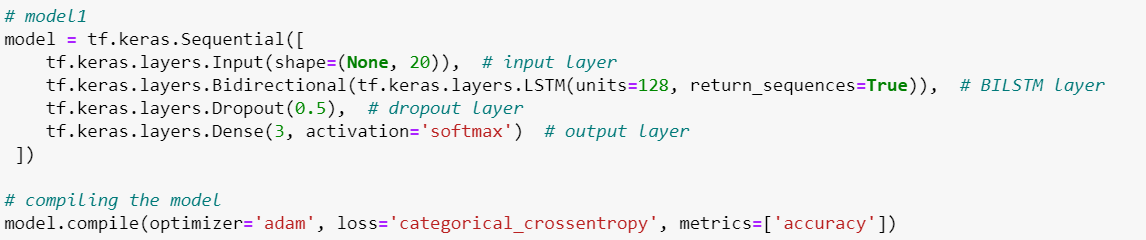 # model1
model = tf.keras.Sequential([
    tf.keras.layers.Input(shape=(None, 20)),  # input layer
    tf.keras.layers.Bidirectional(tf.keras.layers.LSTM(units=128, return_sequences=True)),  # BILSTM layer
    tf.keras.layers.Dropout(0.5),  # dropout layer
    tf.keras.layers.Dense(3, activation='softmax')  # output layer
 ])

# compiling the model
model.compile(optimizer='adam', loss='categorical_crossentropy', metrics=['accuracy'])